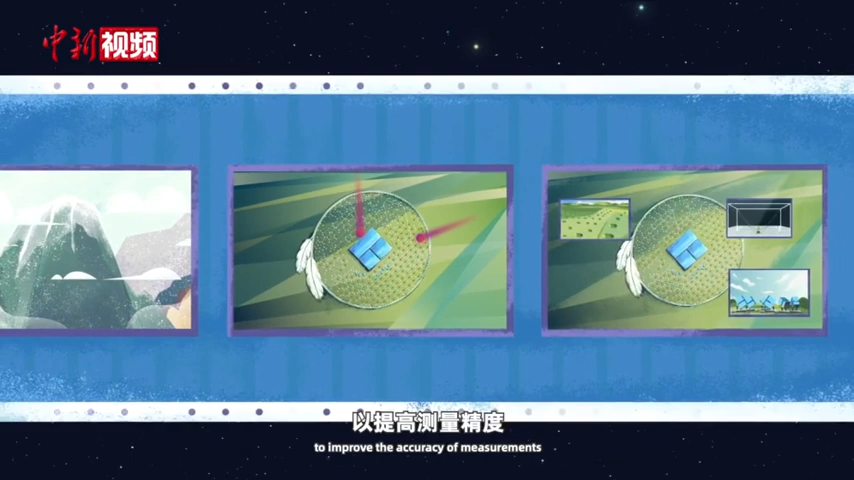 中新视频
以提高测量精度
to improve the accuracy of measurements